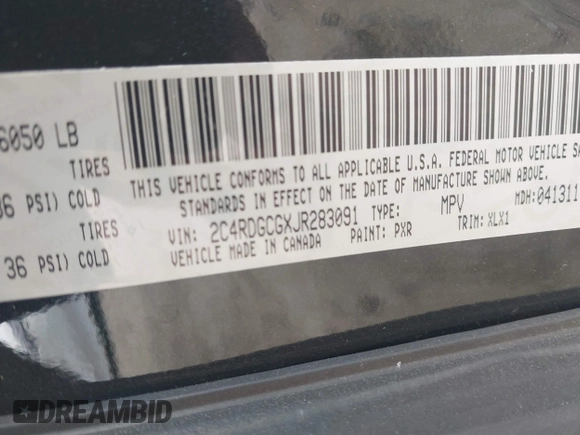 6050 LB
TIRES
36 PSI) COLD
TIRES
36 PSI) COLD
THIS VEHICLE CONFORMS TO ALL APPLICABLE U.S.A. FEDERAL MOTOR VEHICLE
STANDARDS IN EFFECT ON THE DATE OF MANUFACTURE SHOWN ABOVE.
VIN: 2C4RDGCGXJR283091 TYPE: MPV MDH: 041311
VEHICLE MADE IN CANADA PAINT: PXR TRIM: XLX1
DREAMBID